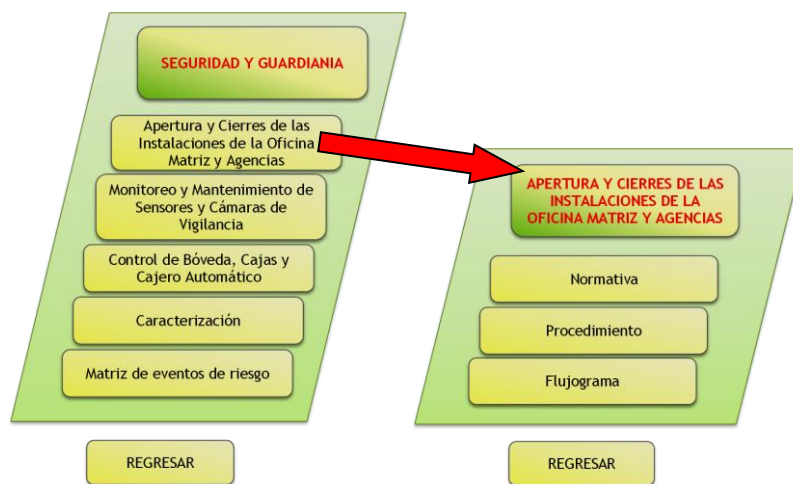 SEGURIDAD Y GUARDIANIA
Apertura y Cierres de las
Instalaciones de la Oficina
Matriz y Agencias
Monitoreo y Mantenimiento de
Sensores y Cámaras de
Vigilancia
Control de Bóveda, Cajas y
Cajero Automático
Caracterización
Matriz de eventos de riesgo
REGRESAR
APERTURA Y CIERRES DE LAS
INSTALACIONES DE LA
OFICINA MATRIZ Y AGENCIAS
Normativa
Procedimiento
Flujograma
REGRESAR